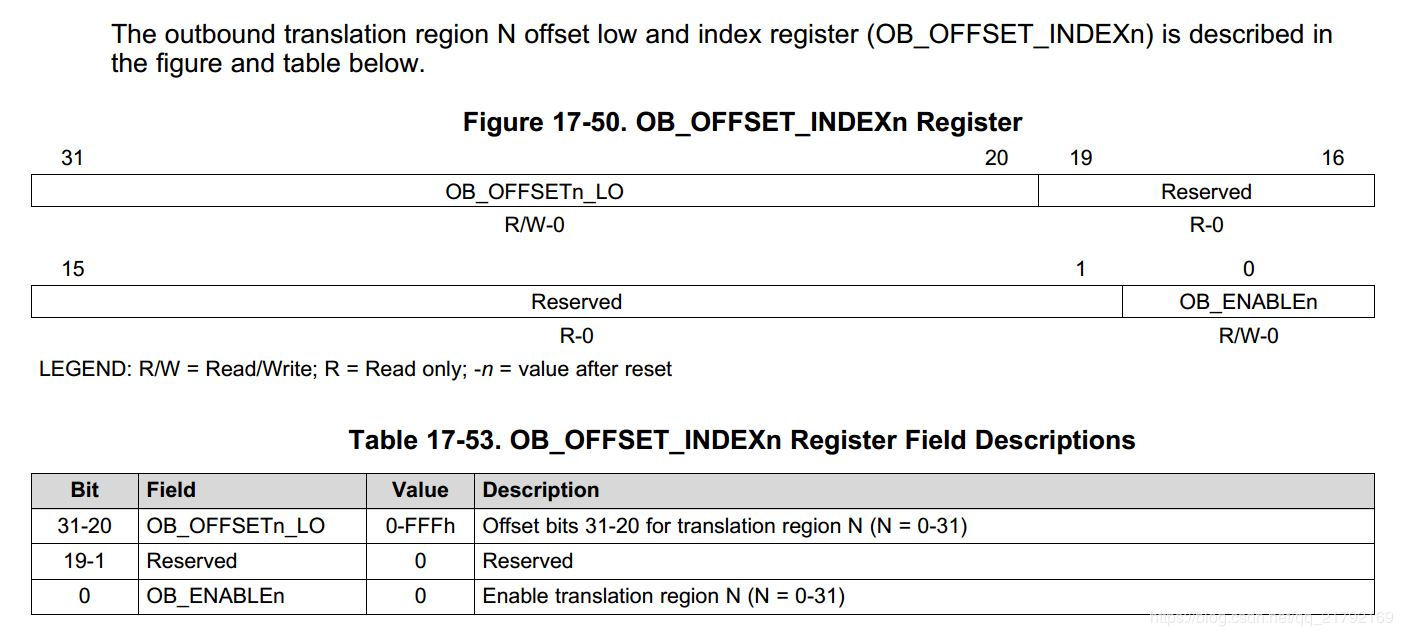 The outbound translation region N offset low and index register (OB_OFFSET_INDEXn) is described in
the figure and table below.
Figure 17-50. OB_OFFSET_INDEXn Register
31 20 19 16
OB_OFFSETn_LO Reserved
R/W-0 R-0
15 1 0
Reserved OB_ENABLEn
R-0 R/W-0
LEGEND: R/W = Read/Write; R = Read only; -n = value after reset
Table 17-53. OB_OFFSET_INDEXn Register Field Descriptions
Bit Field Value Description
31-20 OB_OFFSETn_LO 0-FFFh Offset bits 31-20 for translation region N (N = 0-31)
19-1 Reserved 0 Reserved
0 OB_ENABLEn 0 Enable translation region N (N = 0-31)
https://blog.csdn.net/qq_21792169